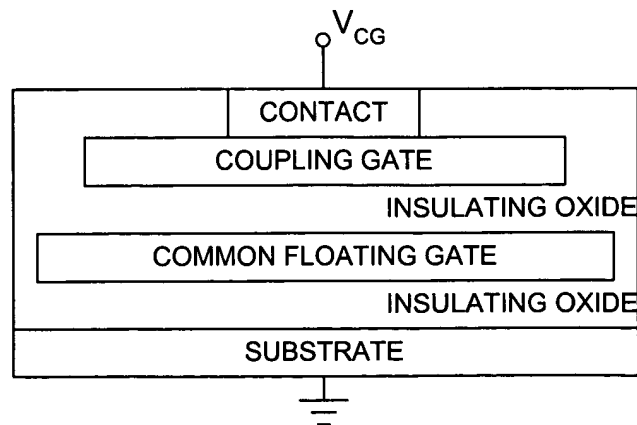 V_CG
CONTACT
COUPLING GATE
INSULATING OXIDE
COMMON FLOATING GATE
INSULATING OXIDE
SUBSTRATE